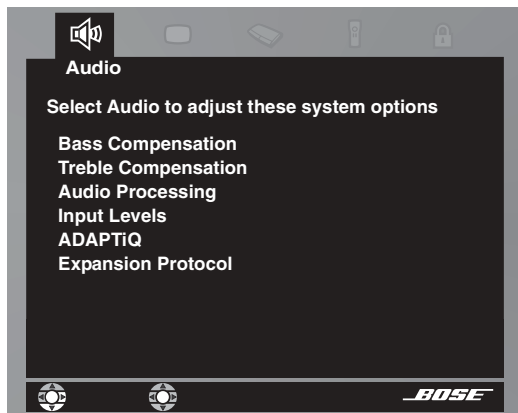 Audio
Select Audio to adjust these system options
Bass Compensation
Treble Compensation
Audio Processing
Input Levels
ADAPTiQ
Expansion Protocol
BOSE